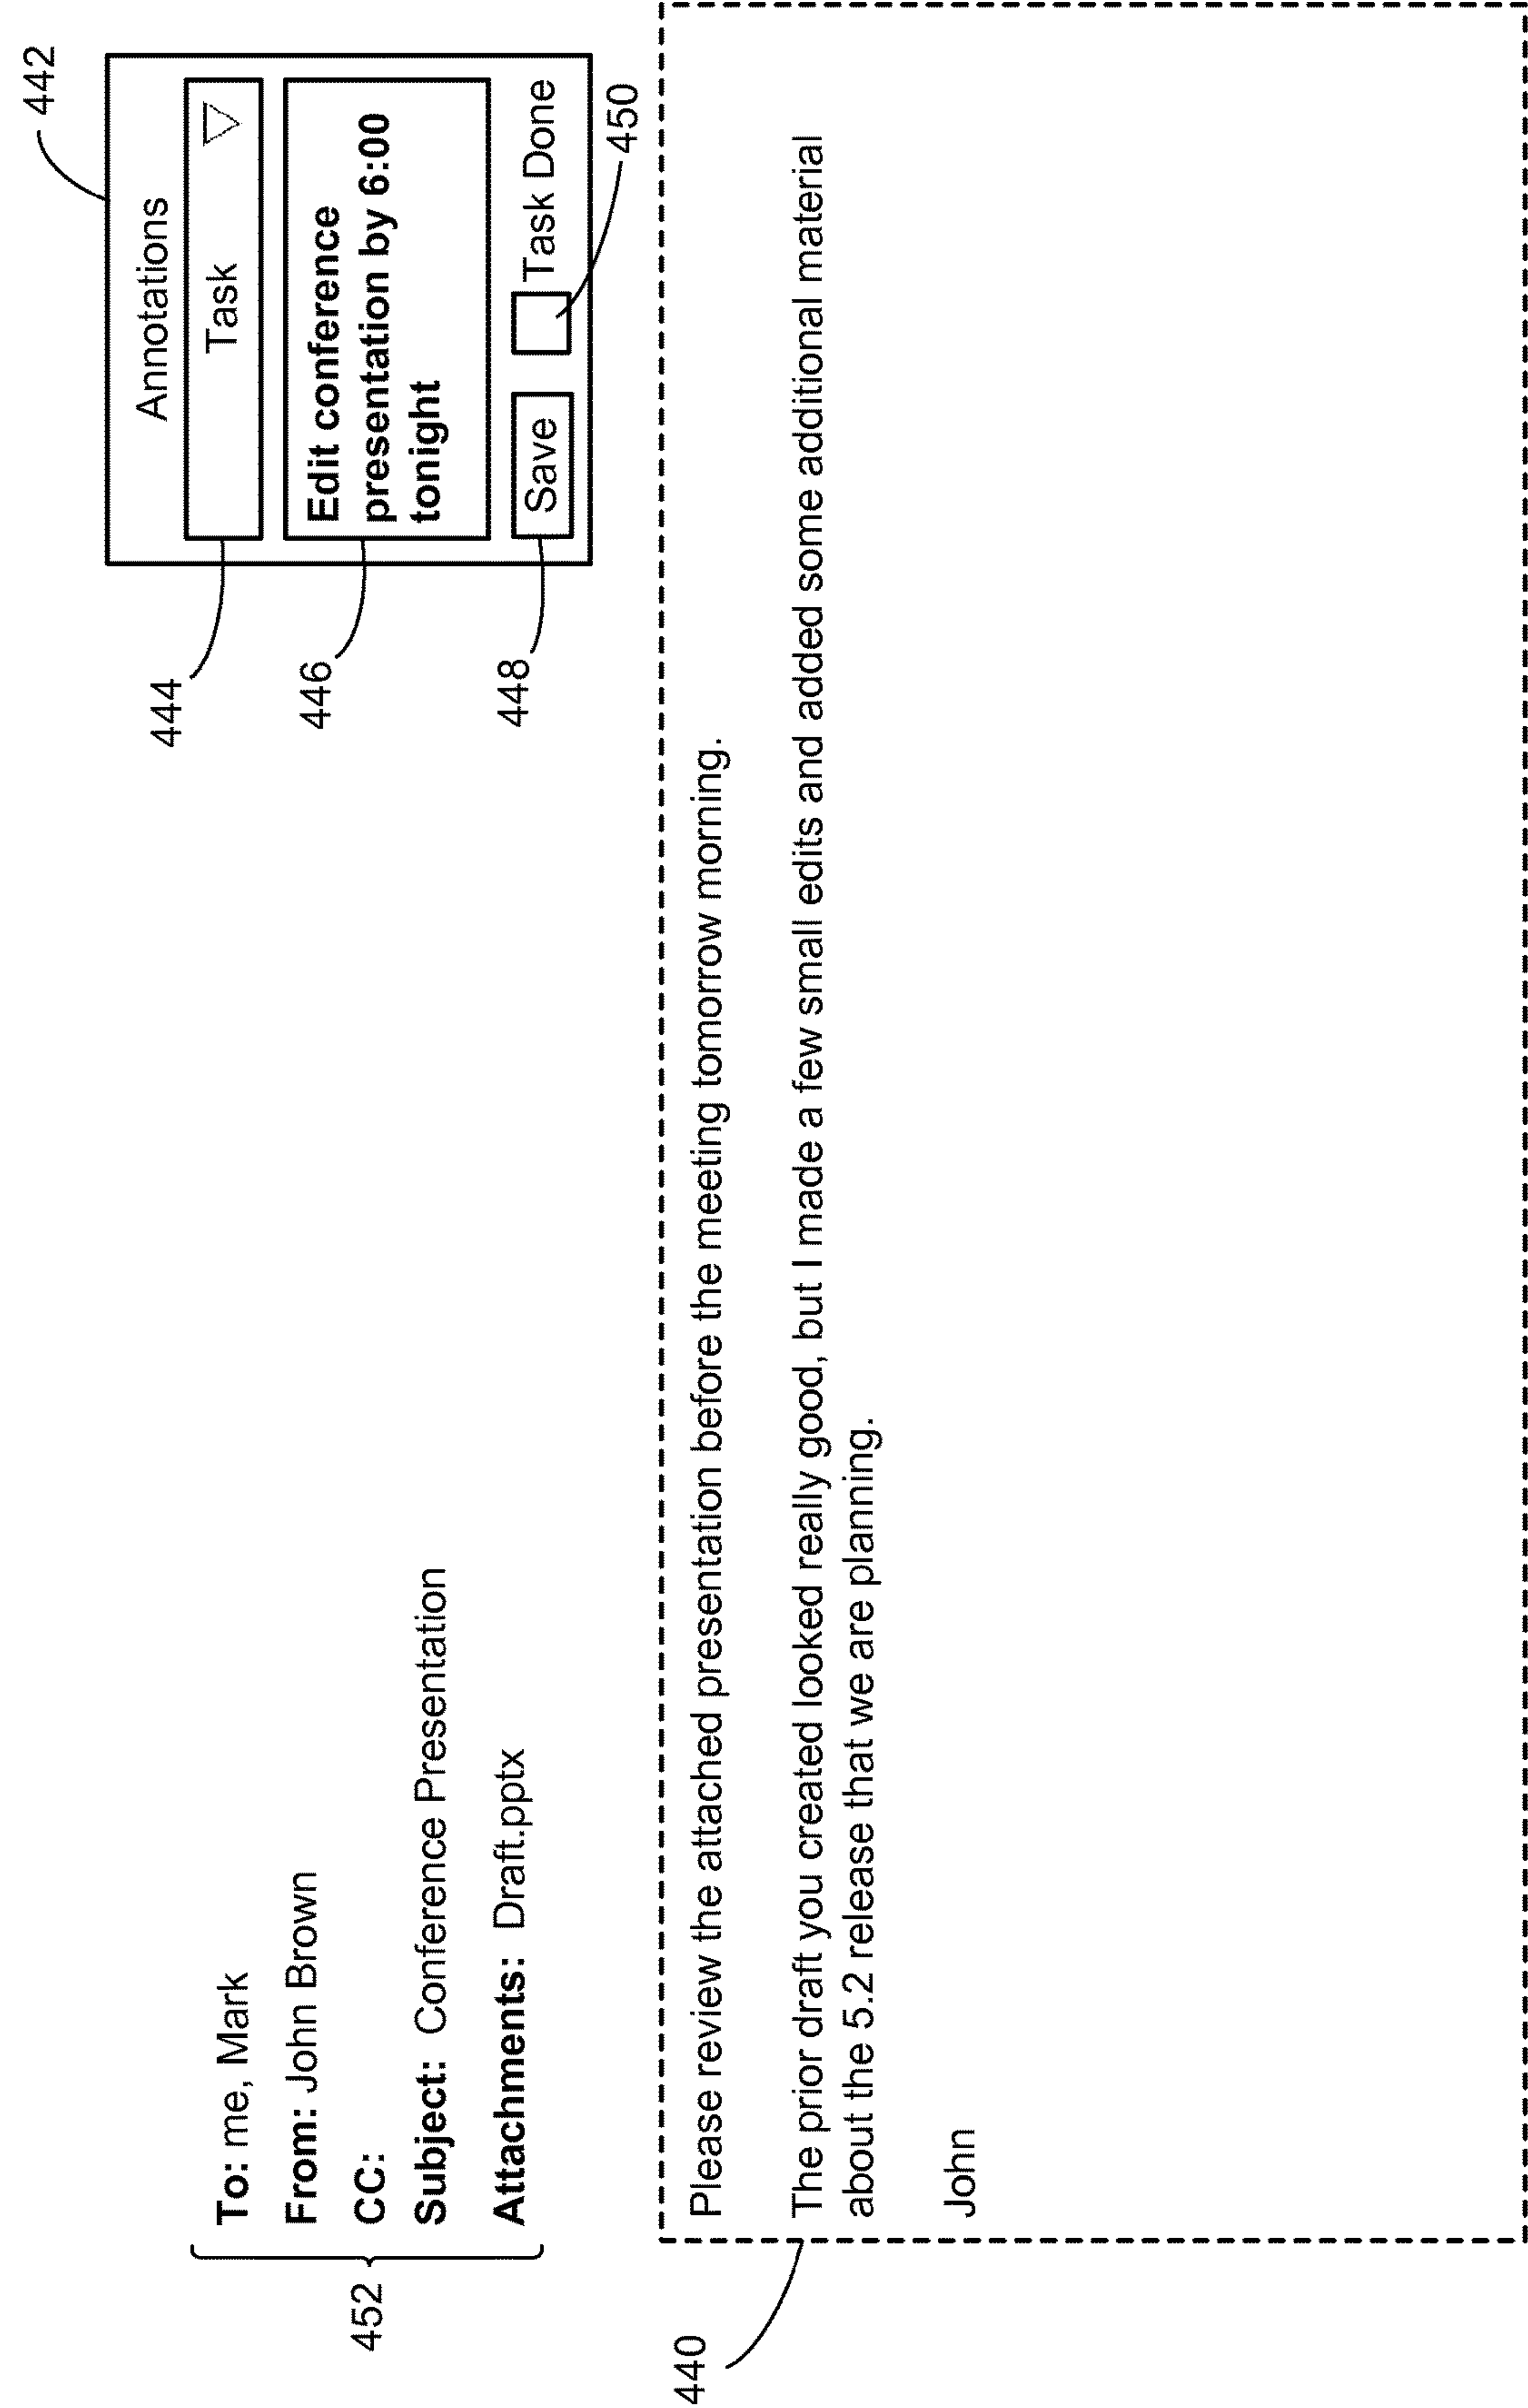 442
Annotations
444
Task
446
Edit conference
presentation by 6:00
tonight
448
Save
Task Done
450
452
To: me, Mark
From: John Brown
CC:
Subject: Conference Presentation
Attachments: Draft.pptx
440
Please review the attached presentation before the meeting tomorrow morning.
The prior draft you created looked really good, but I made a few small edits and added some additional material
about the 5.2 release that we are planning.
John